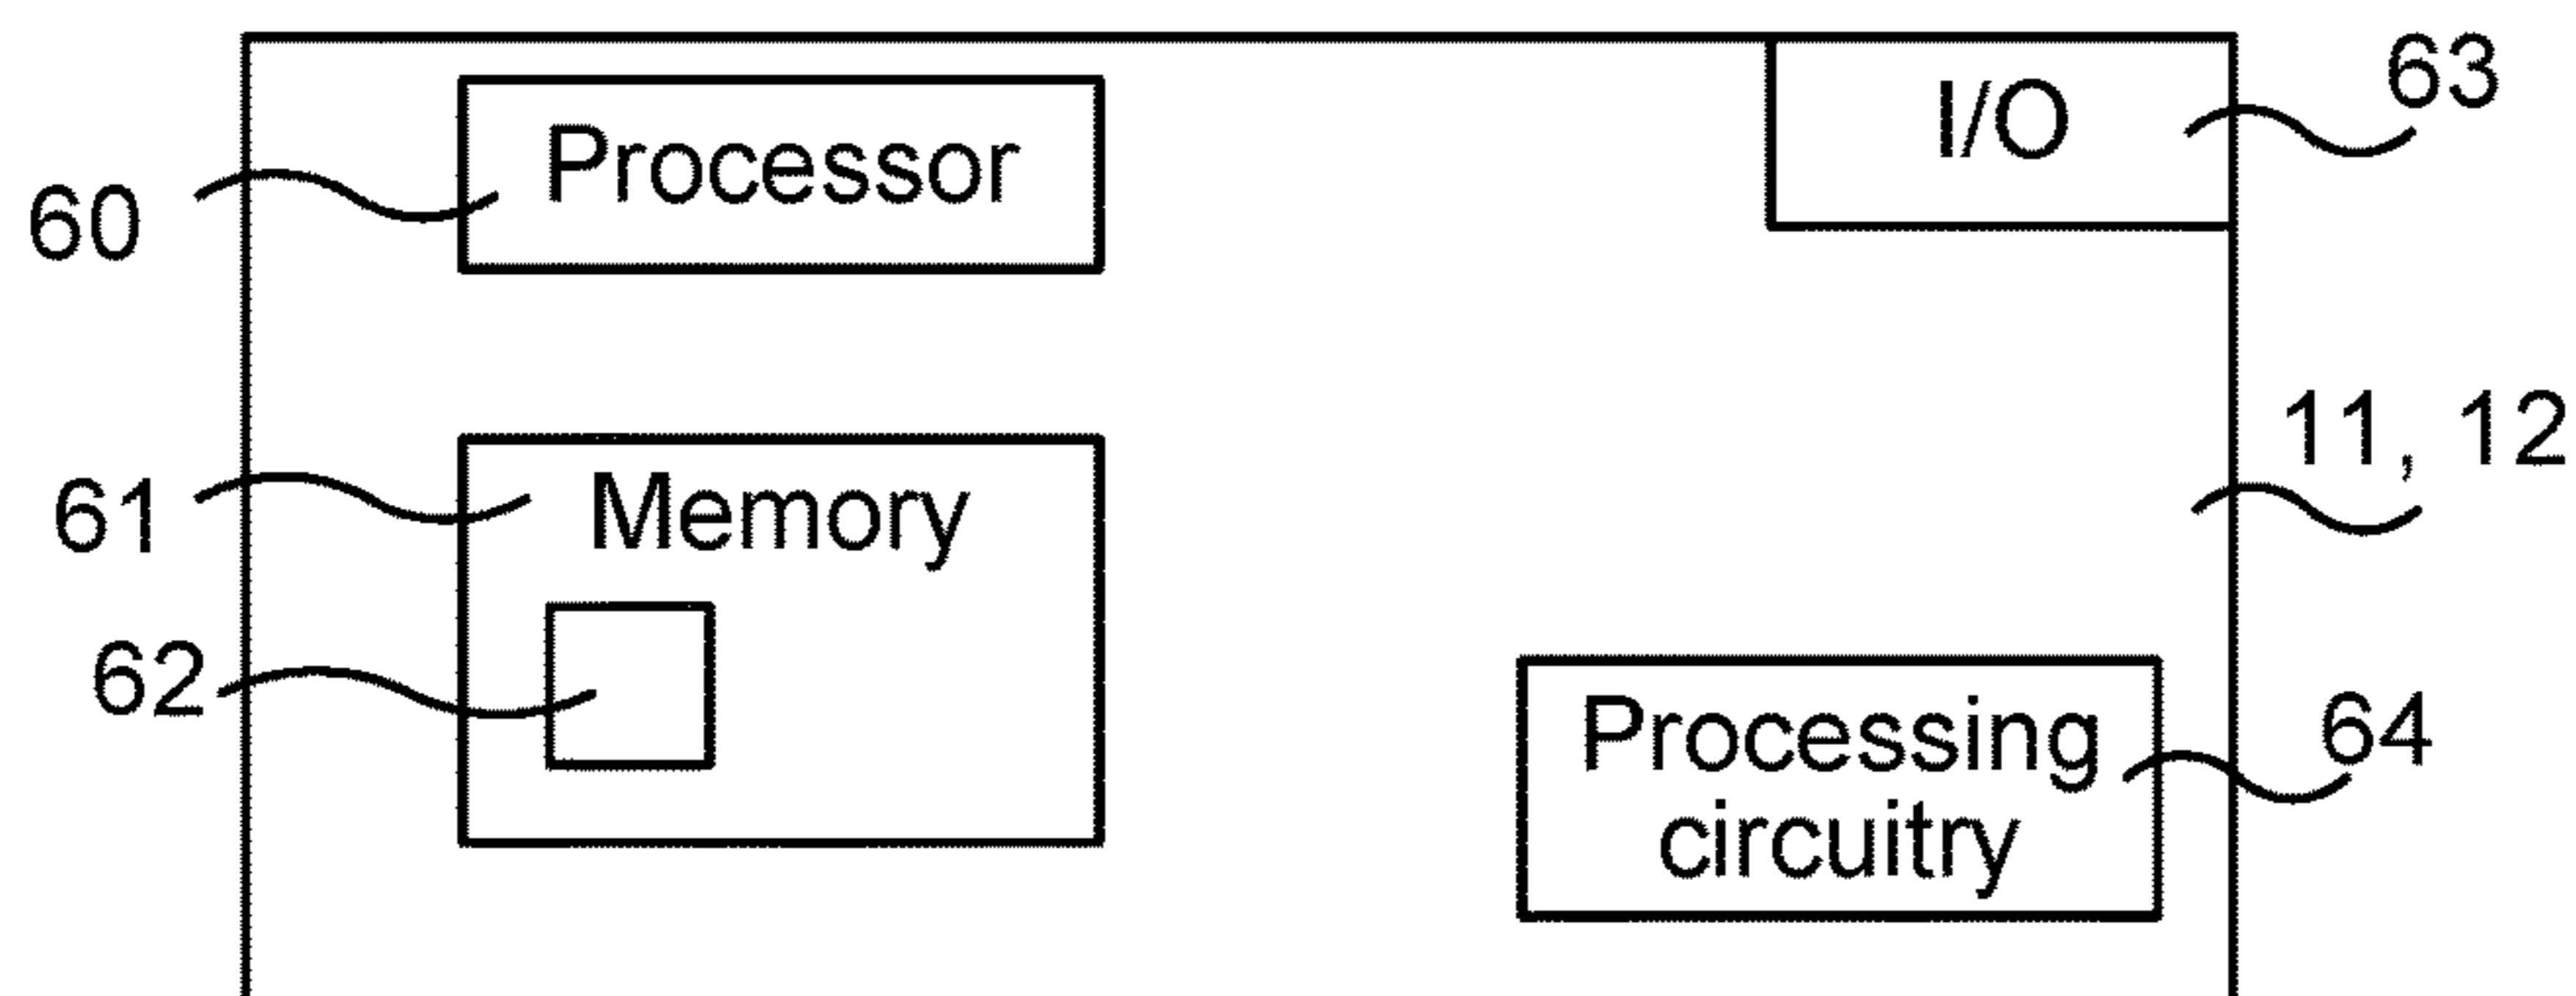 63
I/O
Processor
60
11, 12
61
Memory
62
64
Processing
circuitry